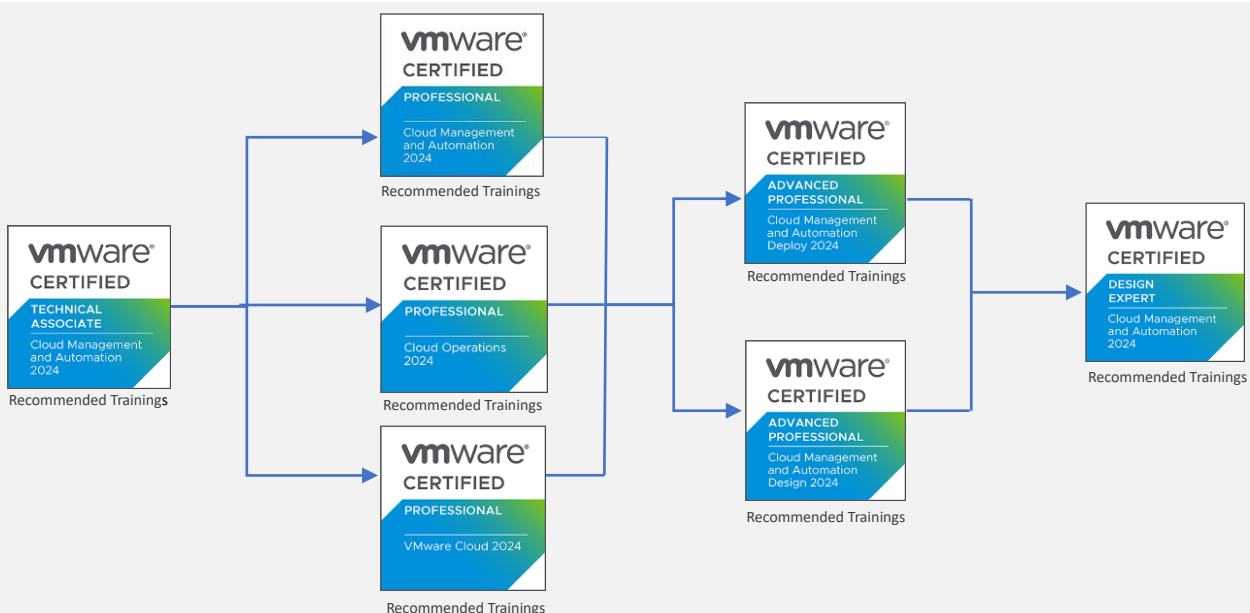 vmware®
CERTIFIED
TECHNICAL
ASSOCIATE
Cloud Management
and Automation
2024
Recommended Trainings
vmware®
CERTIFIED
PROFESSIONAL
Cloud Management
and Automation
2024
Recommended Trainings
vmware®
CERTIFIED
PROFESSIONAL
Cloud Operations
2024
Recommended Trainings
vmware®
CERTIFIED
PROFESSIONAL
VMware Cloud 2024
Recommended Trainings
vmware®
CERTIFIED
ADVANCED
PROFESSIONAL
Cloud Management
and Automation
Deploy 2024
Recommended Trainings
vmware®
CERTIFIED
ADVANCED
PROFESSIONAL
Cloud Management
and Automation
Design 2024
Recommended Trainings
vmware®
CERTIFIED
DESIGN
EXPERT
Cloud Management
and Automation
2024
Recommended Trainings